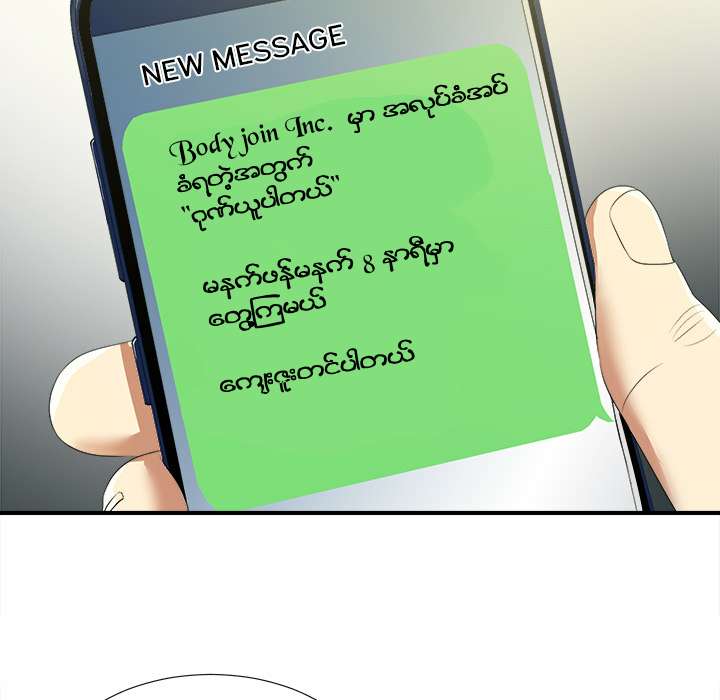 NEW MESSAGE
Body join Inc. မှာ အလုပ်ခံအပ်
ခံရတဲ့အတွက်
"ဂုဏ်ယူပါတယ်"
မနက်ဖန်မနက် 8 နာရီမှာ
တွေ့ကြမယ်
ကျေးဇူးတင်ပါတယ်